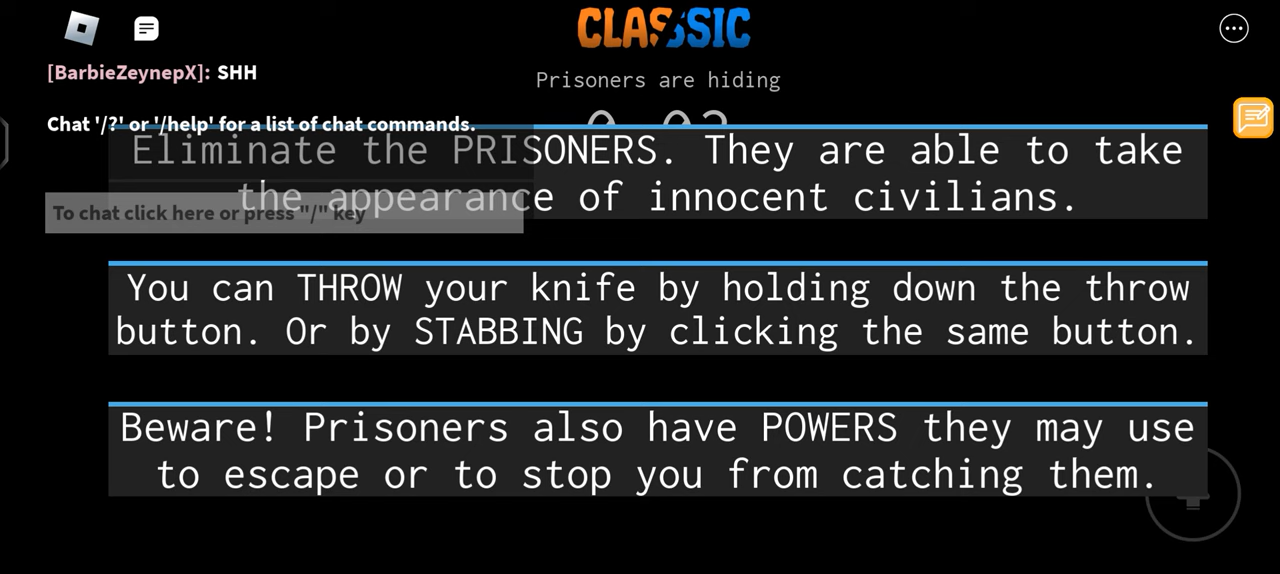 CLASSIC
[BarbieZeynepX]: SHH
Prisoners are hiding
Chat '/?' or '/help' for a list of chat commands.
Eliminate the PRISONERS. They are able to take
the appearance of innocent civilians.
To chat click here or press "/" key
You can THROW your knife by holding down the throw
button. Or by STABBING by clicking the same button.
Beware! Prisoners also have POWERS they may use
to escape or to stop you from catching them.